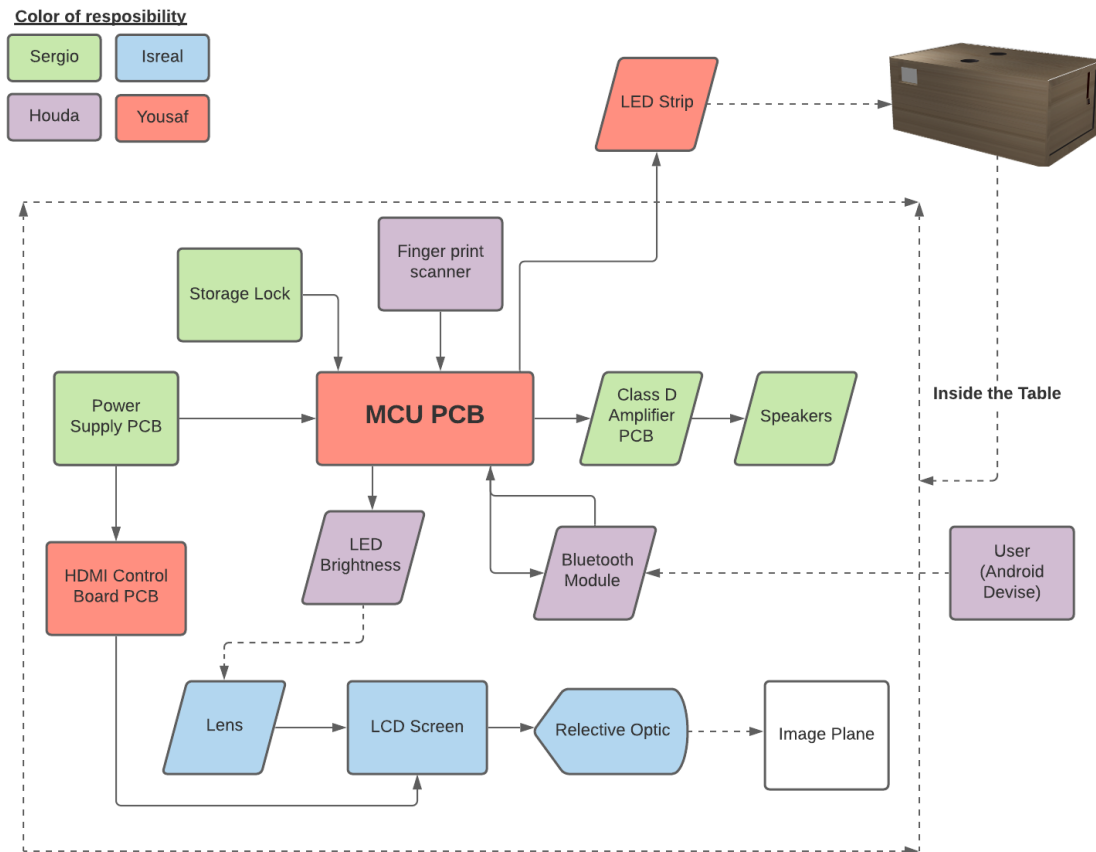 Color of resposibility
Sergio
Isreal
Houda
Yousaf
LED Strip
Finger print
scanner
Storage Lock
Power
Supply PCB
MCU PCB
Class D
Amplifier
PCB
Speakers
Inside the Table
LED
Brightness
Bluetooth
Module
User
(Android
Devise)
HDMI Control
Board PCB
Lens
LCD Screen
Relective Optic
Image Plane